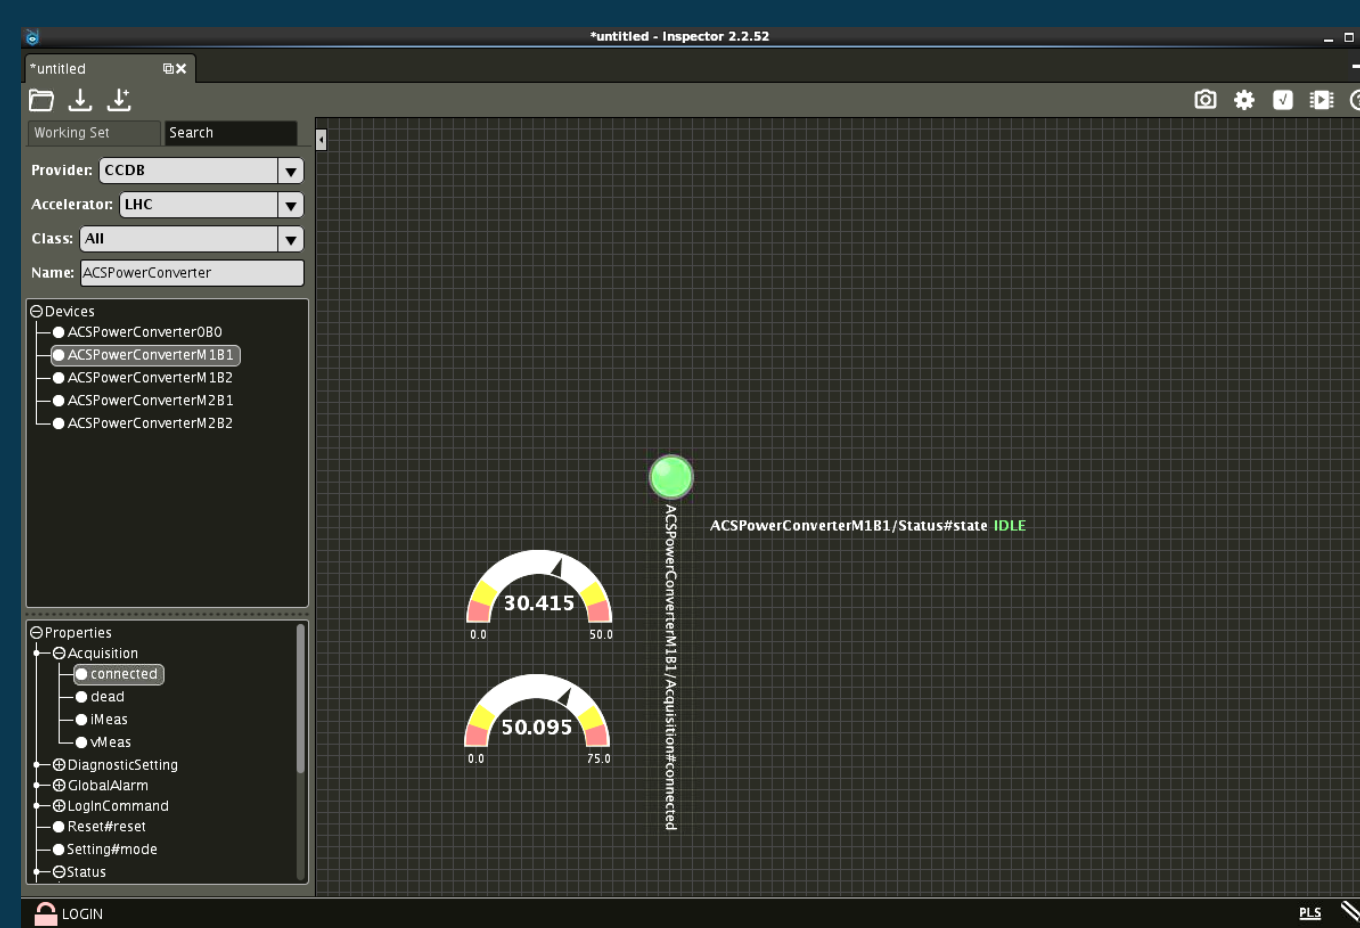 *untitled - Inspector 2.2.52
*untitled
Working Set
Search
Provider: CCDB
Accelerator: LHC
Class: All
Name: ACSPowerConverter
Devices
ACSPowerConverter0B0
ACSPowerConverterM1B1
ACSPowerConverterM1B2
ACSPowerConverterM2B1
ACSPowerConverterM2B2
Properties
Acquisition
connected
dead
iMeas
vMeas
DiagnosticSetting
GlobalAlarm
LogInCommand
Reset#reset
Setting#mode
Status
ACSPowerConverterM1B1/Acquisition#connected
ACSPowerConverterM1B1/Status#state IDLE
30.415
0.0 50.0
50.095
0.0 75.0
LOGIN
PLS